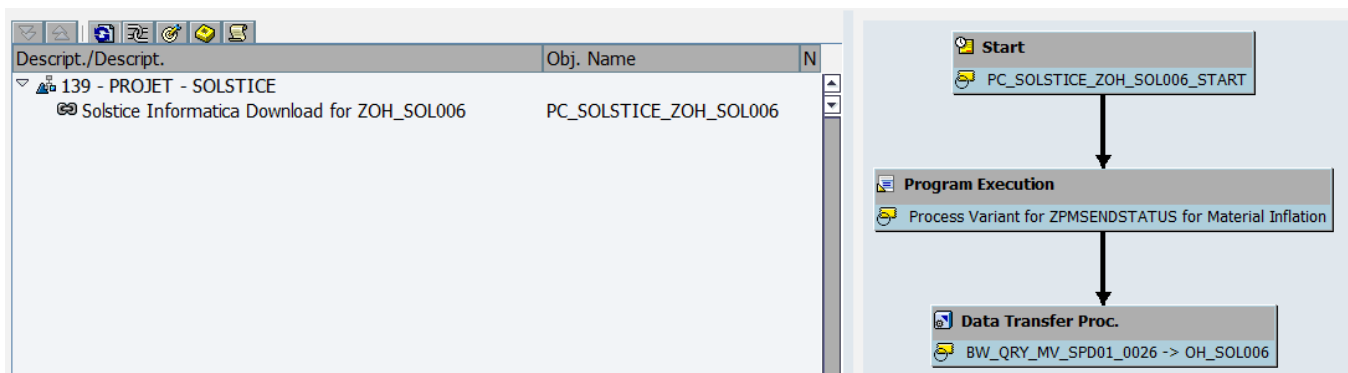 Descript./Descript. Obj. Name N
139 - PROJET - SOLSTICE
Solstice Informatica Download for ZOH_SOL006 PC_SOLSTICE_ZOH_SOL006
Start
PC_SOLSTICE_ZOH_SOL006_START
Program Execution
Process Variant for ZPMSENDSTATUS for Material Inflation
Data Transfer Proc.
BW_QRY_MV_SPD01_0026 -> OH_SOL006